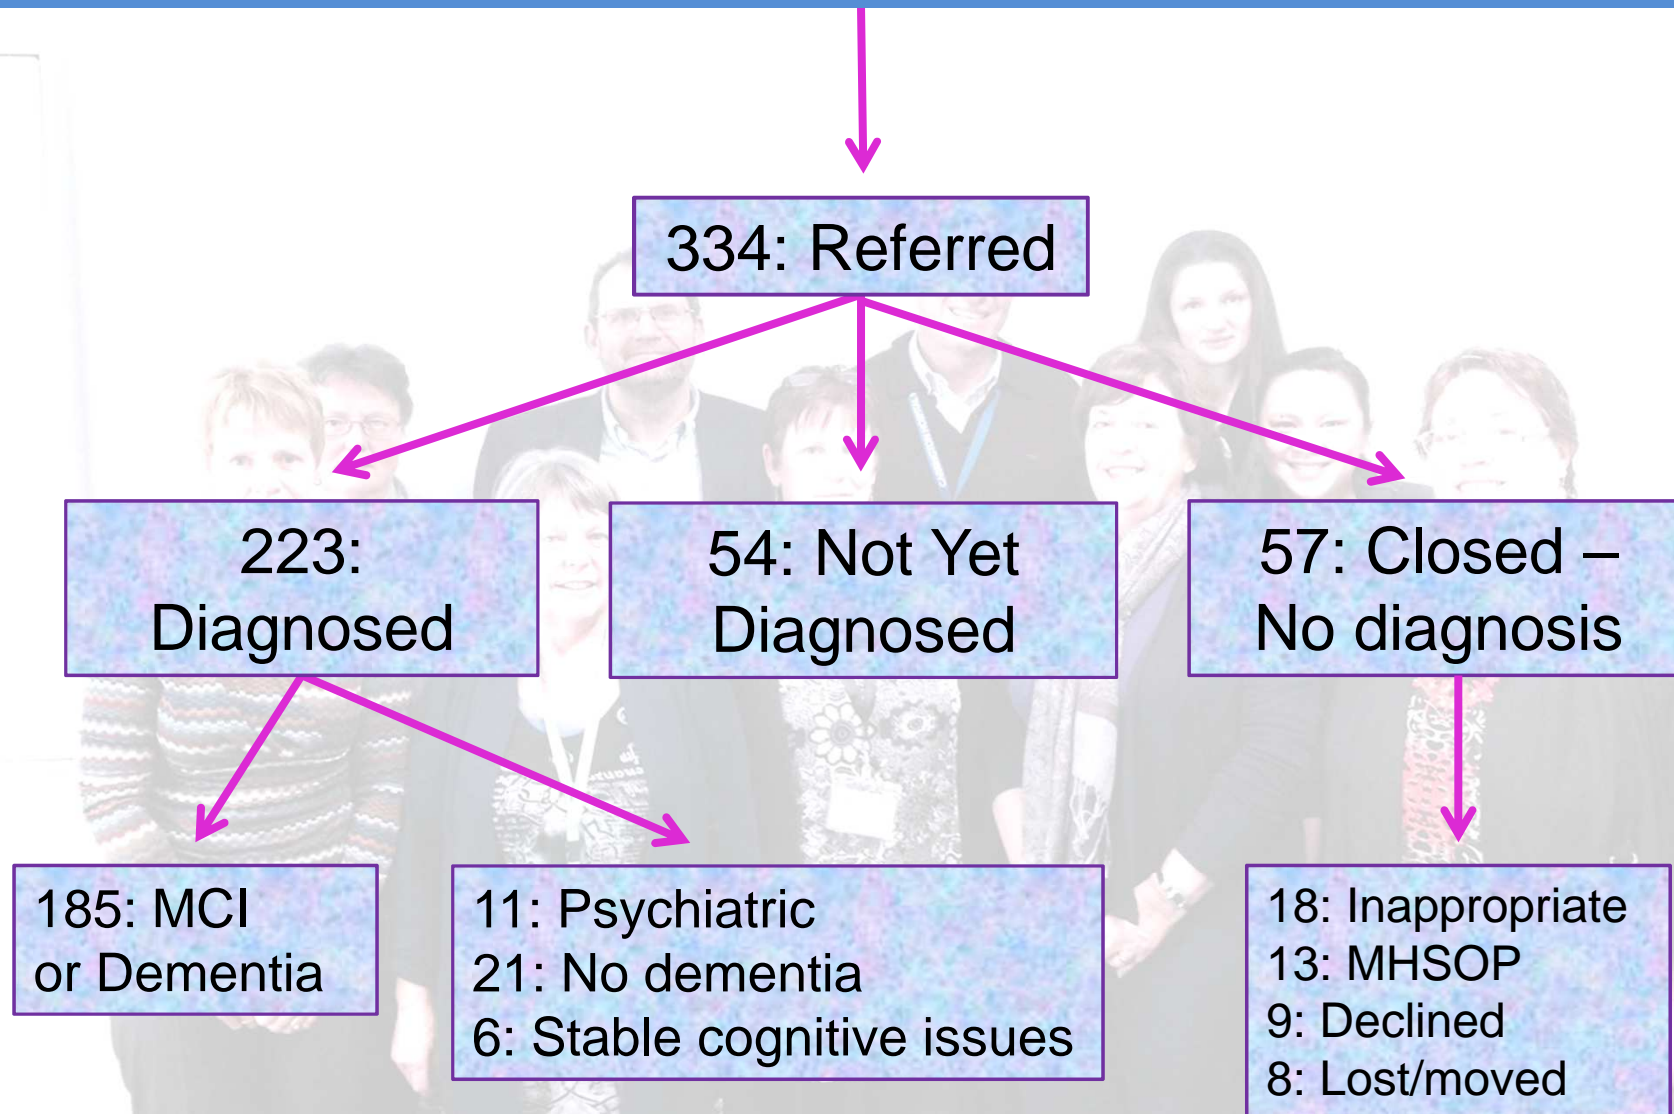 334: Referred
223:
Diagnosed
54: Not Yet
Diagnosed
57: Closed –
No diagnosis
185: MCI
or Dementia
11: Psychiatric
21: No dementia
6: Stable cognitive issues
18: Inappropriate
13: MHSOP
9: Declined
8: Lost/moved